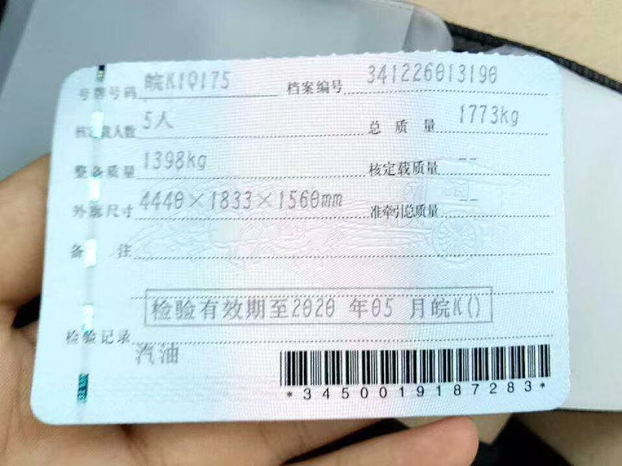 号牌号码 皖K1Q175 档案编号 341226013190
核定载人数 5人 总质量 1773kg
整备质量 1398kg 核定载质量 --
外廓尺寸 4440×1833×1560mm 准牵引总质量 --
备注
检验有效期至2020 年05 月皖K()
检验记录
汽油
*3450019187283*